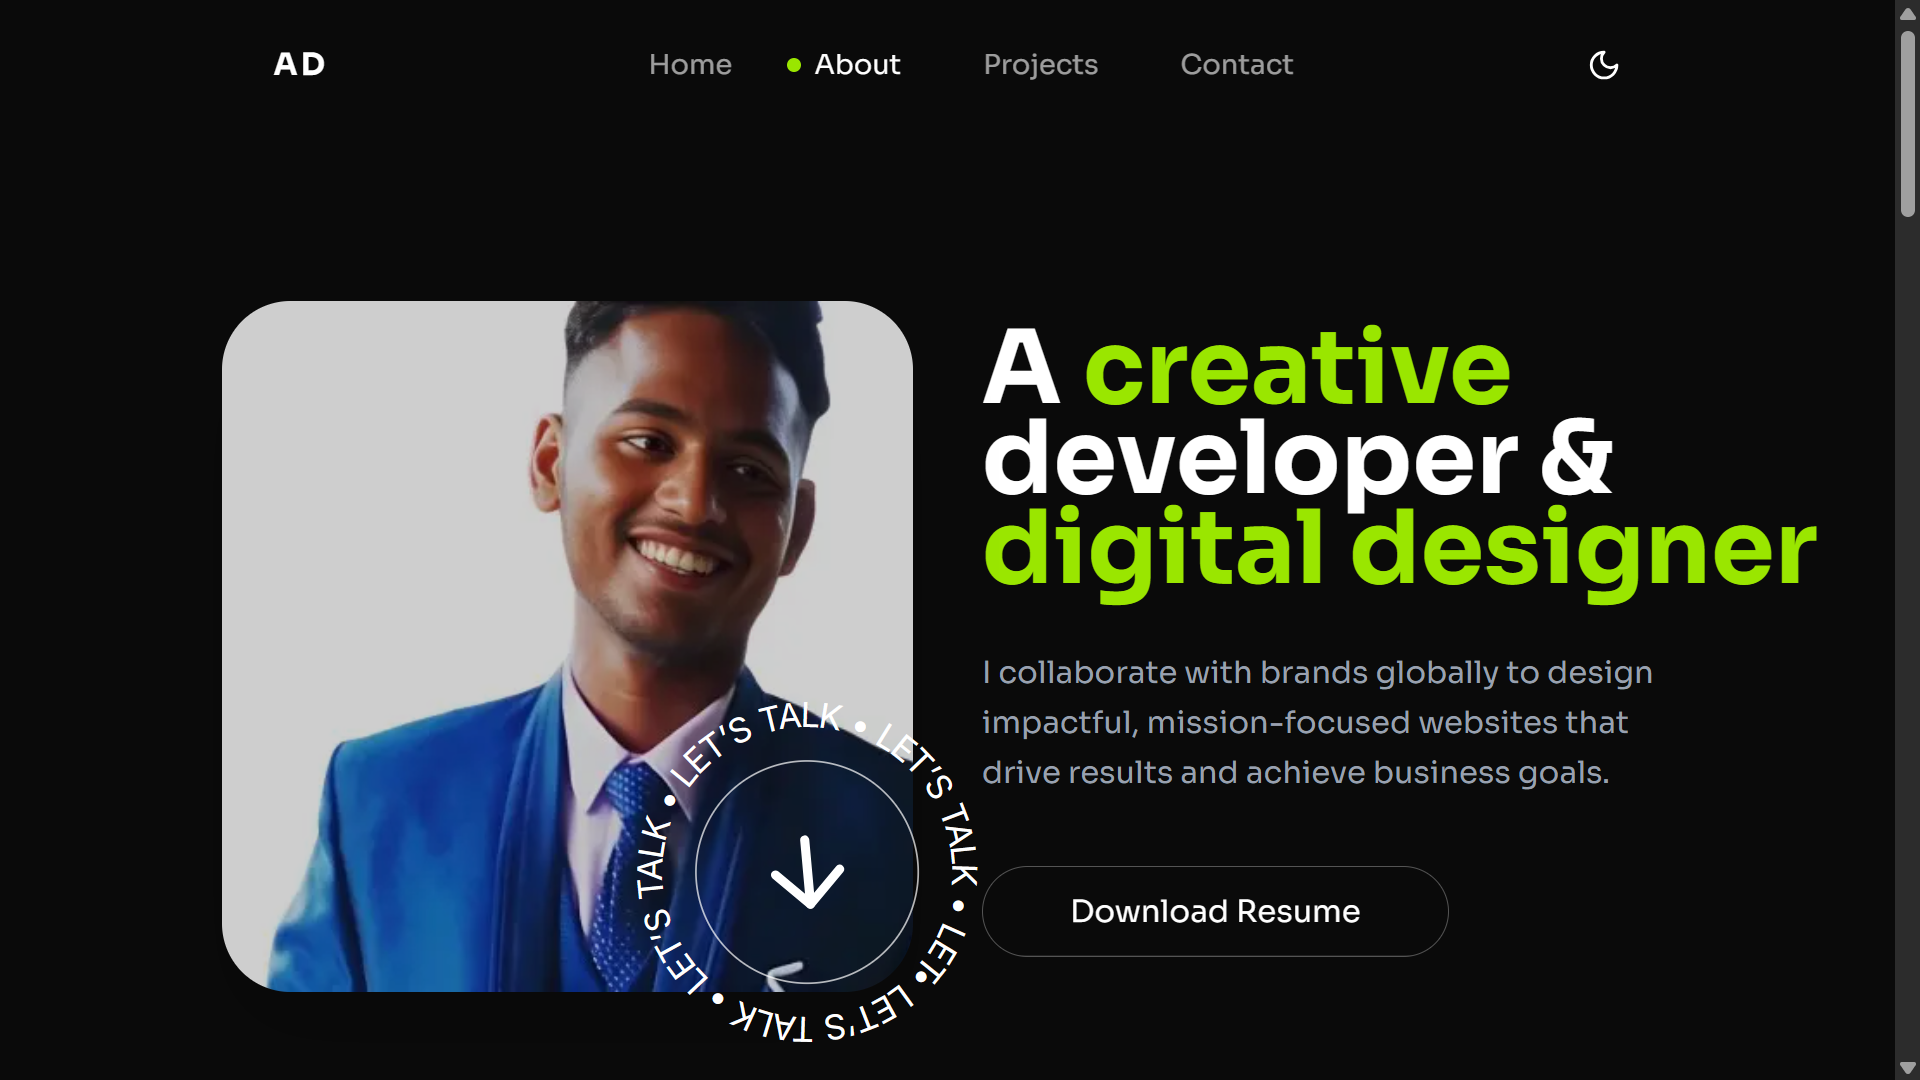 AD
Home
About
Projects
Contact
A creative
developer &
digital designer
I collaborate with brands globally to design
impactful, mission-focused websites that
drive results and achieve business goals.
LET'S TALK • LET'S TALK • LET• LET'S TALK • LET'S TALK •
Download Resume